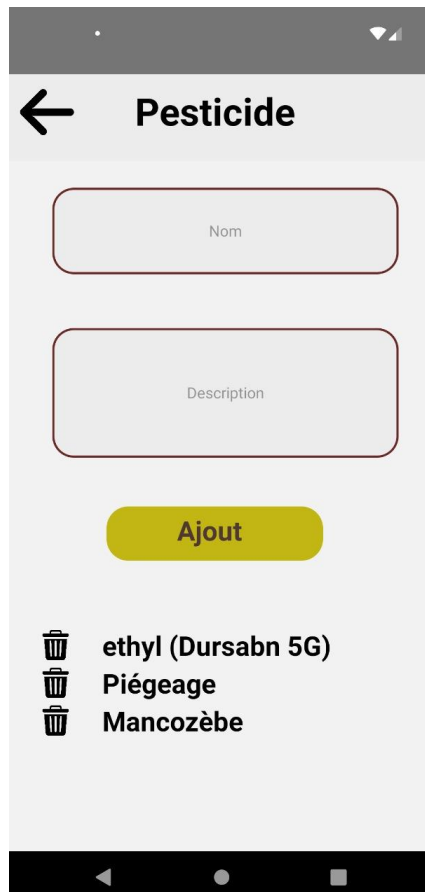 Pesticide
Nom
Description
Ajout
ethyl (Dursabn 5G)
Piégeage
Mancozèbe